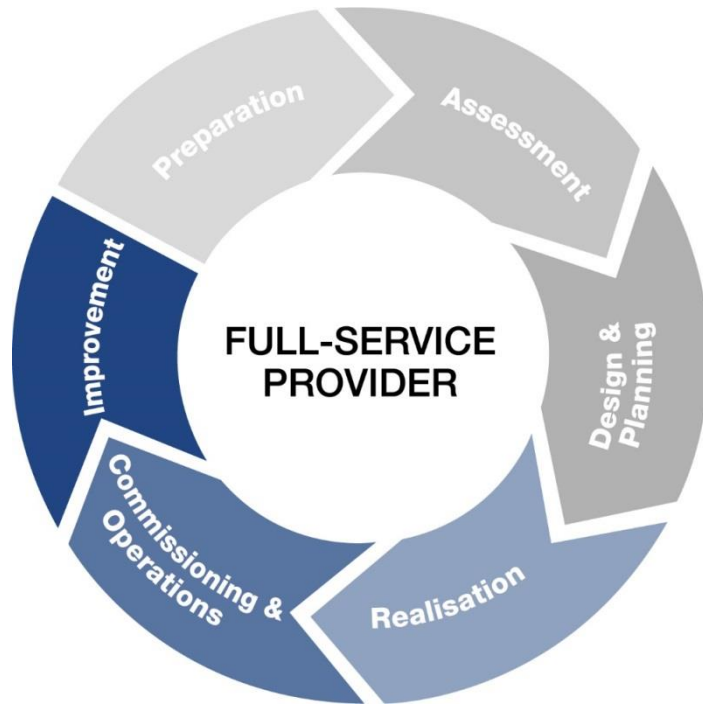 Preparation
Assessment
Design &
Planning
Realisation
Commissioning &
Operations
Improvement
FULL-SERVICE
PROVIDER